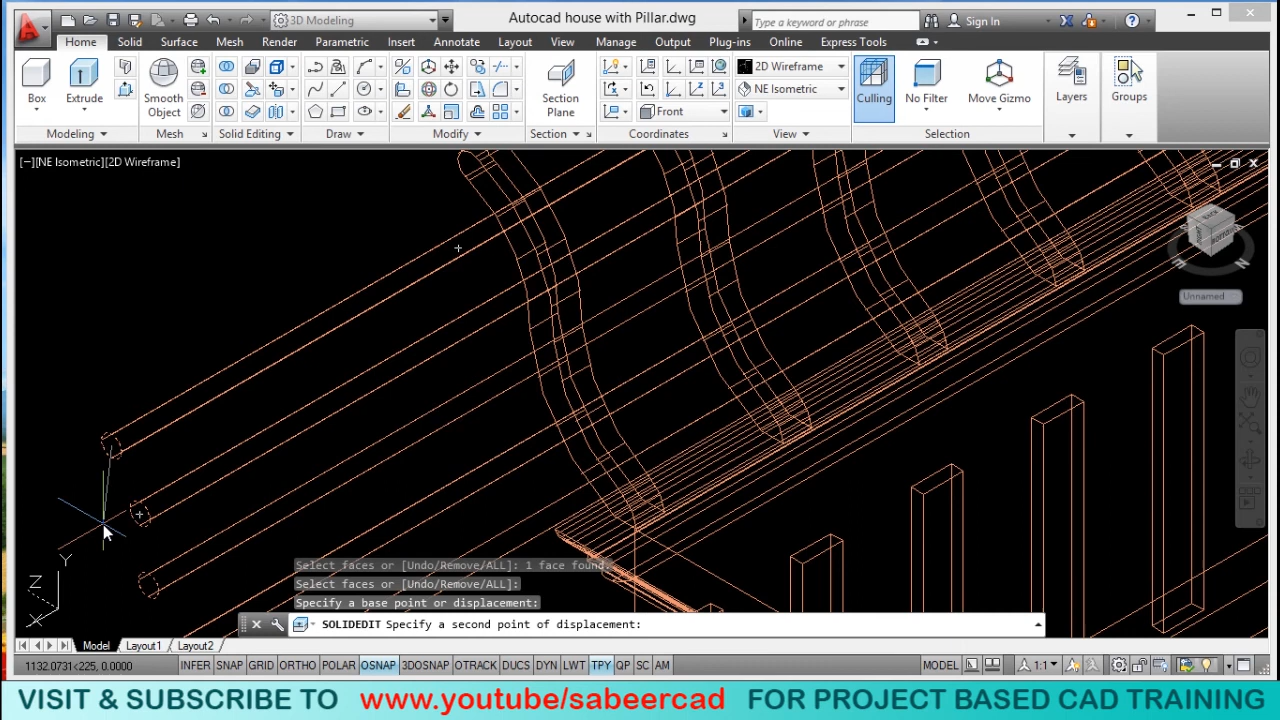 3D Modeling
Autocad house with Pillar.dwg
Type a keyword or phrase
Sign In
Home
Solid
Surface
Mesh
Render
Parametric
Insert
Annotate
Layout
View
Manage
Output
Plug-ins
Online
Express Tools
Box
Extrude
Smooth
Object
Section
Plane
Front
2D Wireframe
NE Isometric
Culling
No Filter
Move Gizmo
Layers
Groups
Modeling
Mesh
Solid Editing
Draw
Modify
Section
Coordinates
View
Selection
[−][NE Isometric][2D Wireframe]
Unnamed
Z
Y
X
Select faces or [Undo/Remove/ALL]: 1 face found.
Select faces or [Undo/Remove/ALL]:
Specify a base point or displacement:
SOLIDEDIT Specify a second point of displacement:
Model
Layout1
Layout2
1132.0731<225, 0.0000
INFER
SNAP
GRID
ORTHO
POLAR
OSNAP
3DOSNAP
OTRACK
DUCS
DYN
LWT
TPY
QP
SC
AM
MODEL
1:1
VISIT & SUBSCRIBE TO www.youtube/sabeercad FOR PROJECT BASED CAD TRAINING